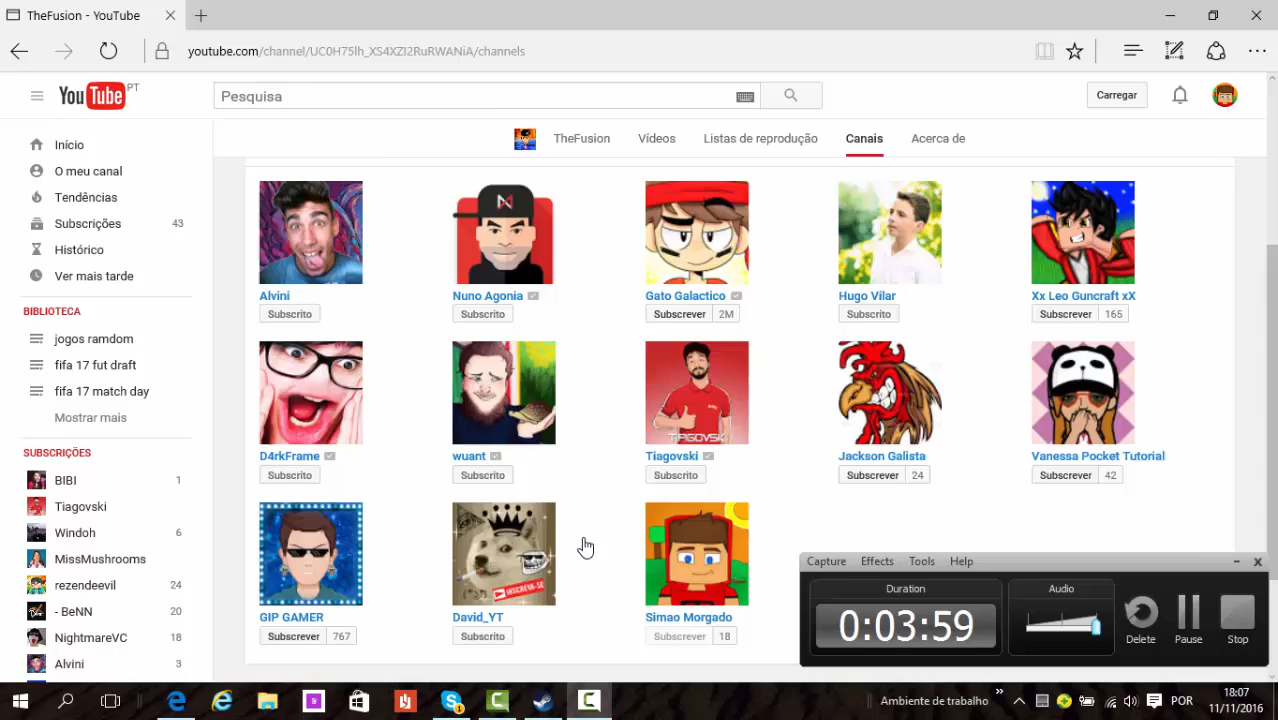 TheFusion - YouTube
youtube.com/channel/UC0H75lh_XS4XZI2RuRWANiA/channels
YouTube PT
Pesquisa
Carregar
TheFusion Vídeos Listas de reprodução Canais Acerca de
Início
O meu canal
Tendências
Subscrições 43
Histórico
Ver mais tarde
BIBLIOTECA
jogos ramdom
fifa 17 fut draft
fifa 17 match day
Mostrar mais
SUBSCRIÇÕES
BIBI 1
Tiagovski
Windoh 6
MissMushrooms
rezendeevil 24
- BeNN 20
NightmareVC 18
Alvini 3
Alvini
Subscrito
Nuno Agonia
Subscrito
Gato Galactico
Subscrever 2M
Hugo Vilar
Subscrito
Xx Leo Guncraft xX
Subscrever 165
D4rkFrame
Subscrito
wuant
Subscrito
TIAGOVSKI
Tiagovski
Subscrito
Jackson Galista
Subscrever 24
Vanessa Pocket Tutorial
Subscrever 42
GIP GAMER
Subscrever 767
INSCREVA-SE
David_YT
Subscrito
Simao Morgado
Subscrever 18
Capture Effects Tools Help
Duration
0:03:59
Audio
Delete
Pause
Stop
Ambiente de trabalho
POR
18:07
11/11/2016